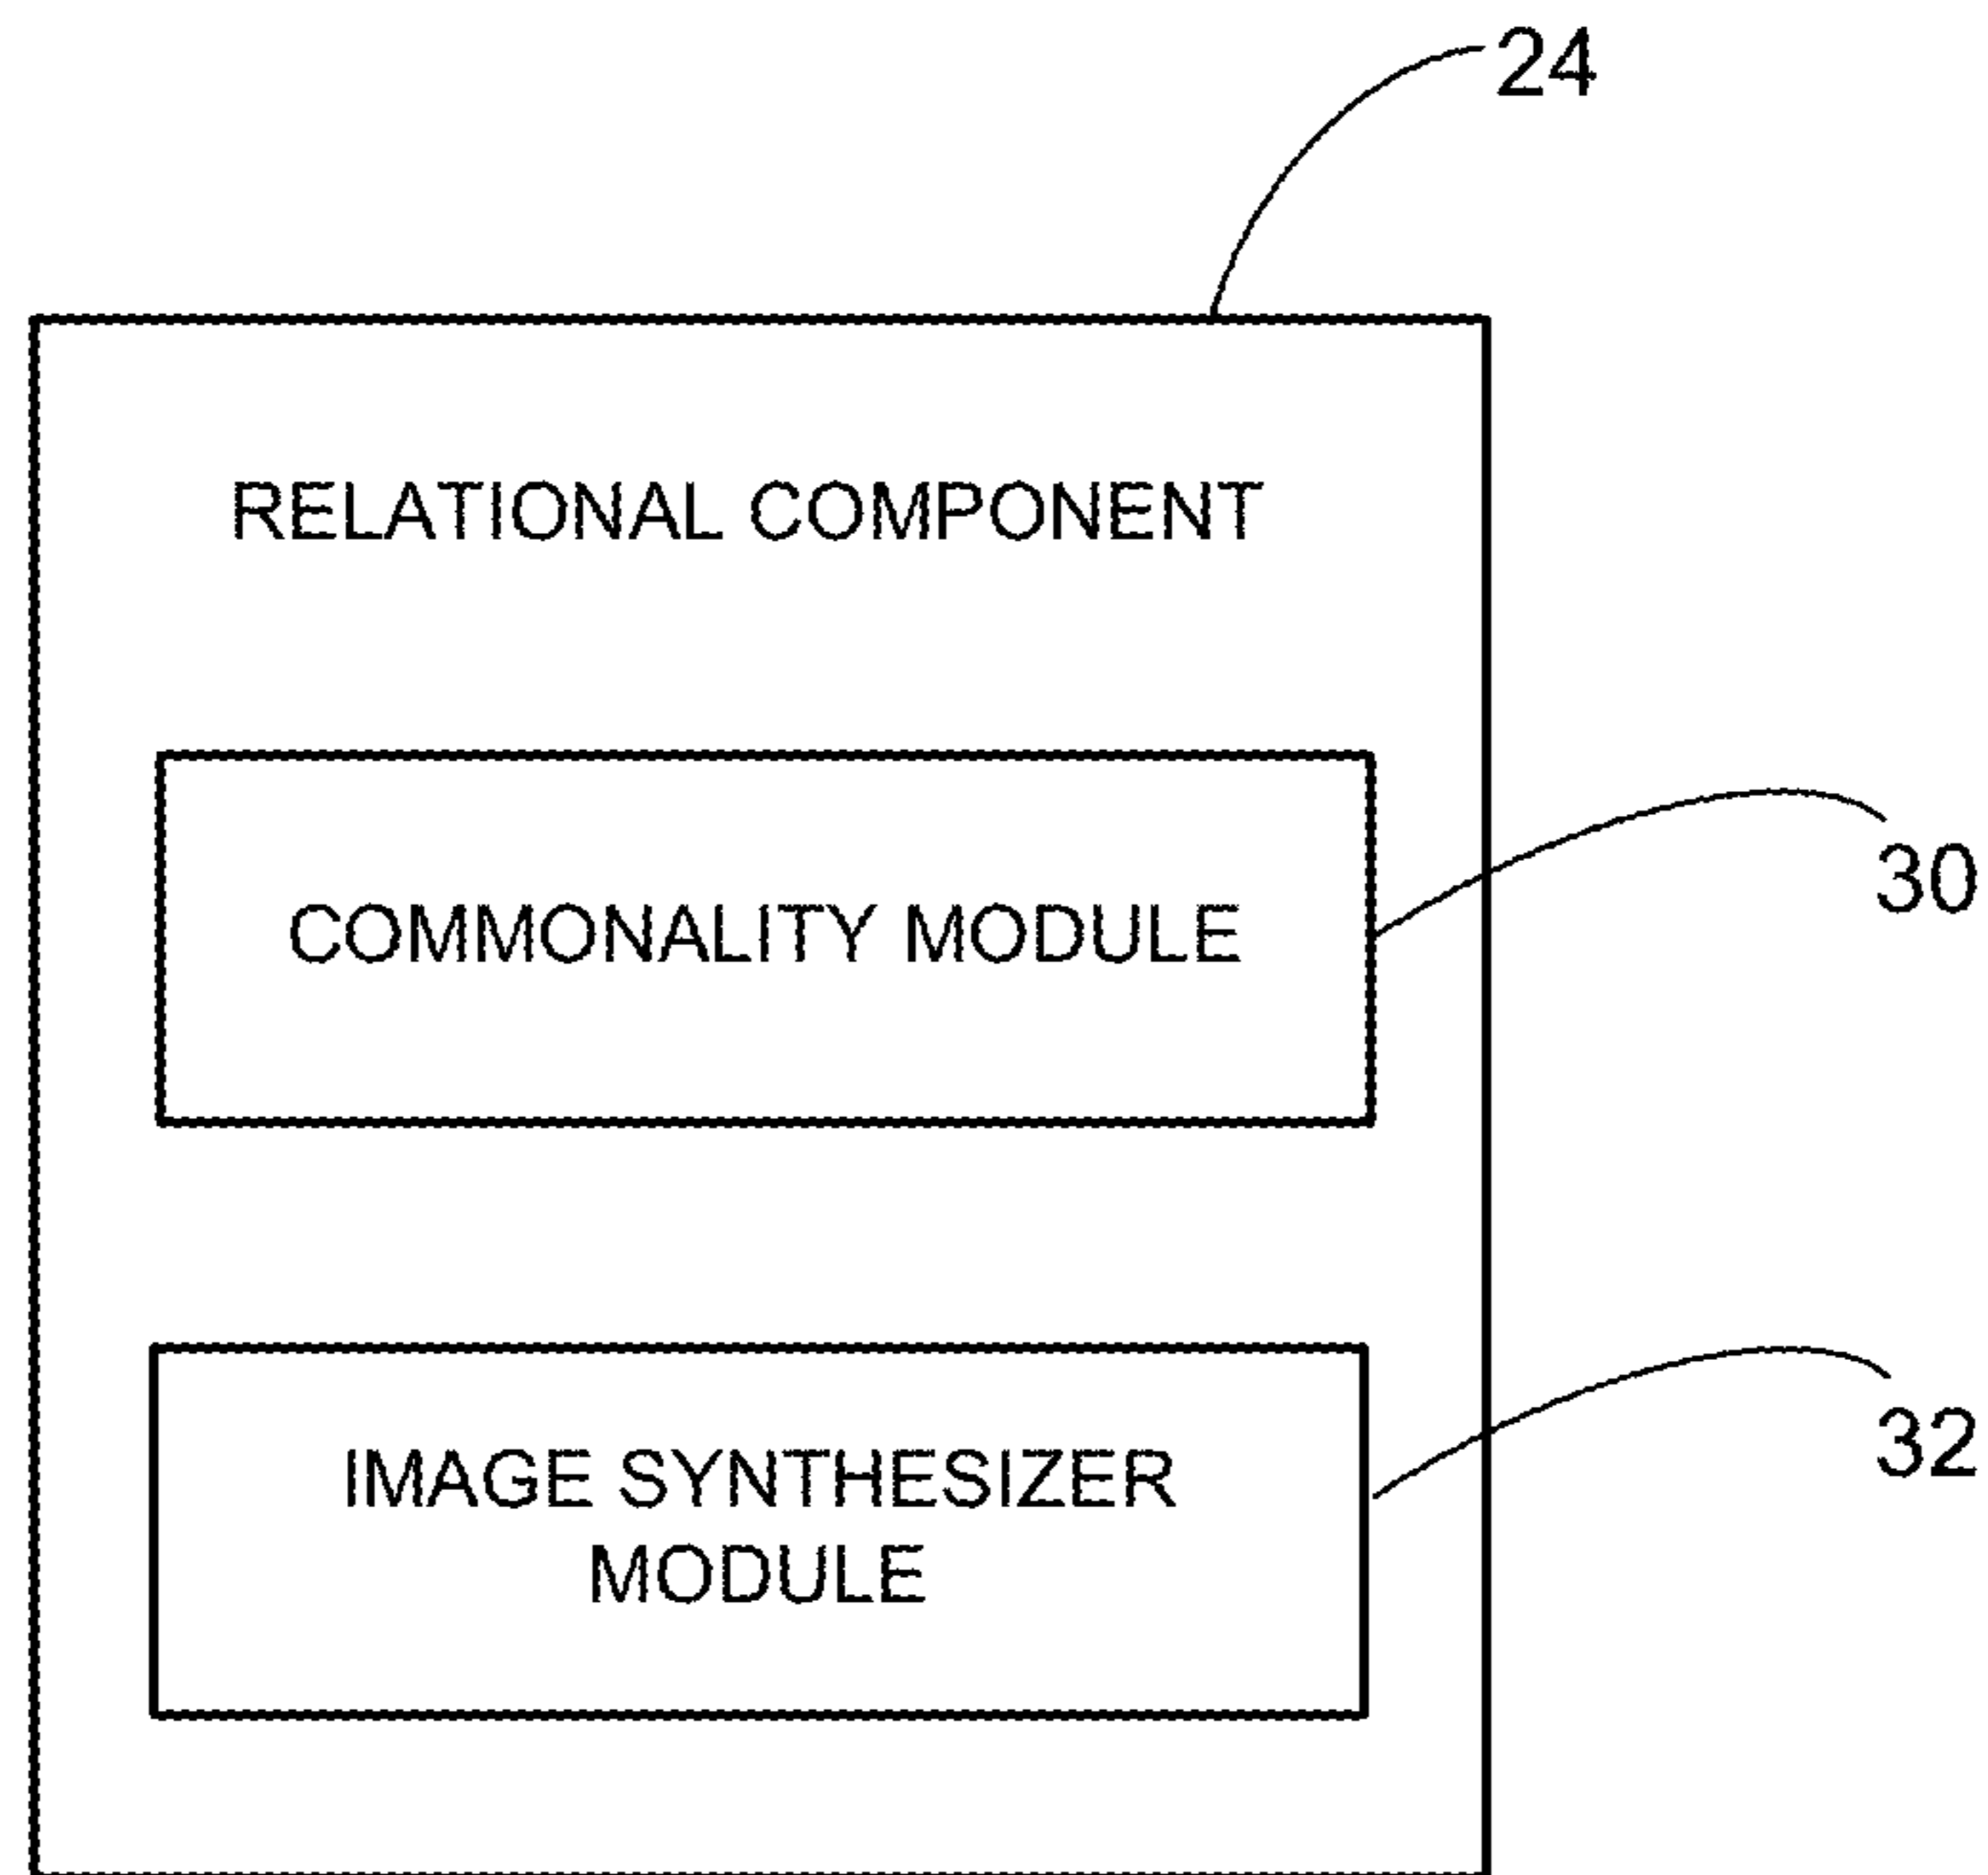 24
RELATIONAL COMPONENT
COMMONALITY MODULE
30
IMAGE SYNTHESIZER
MODULE
32